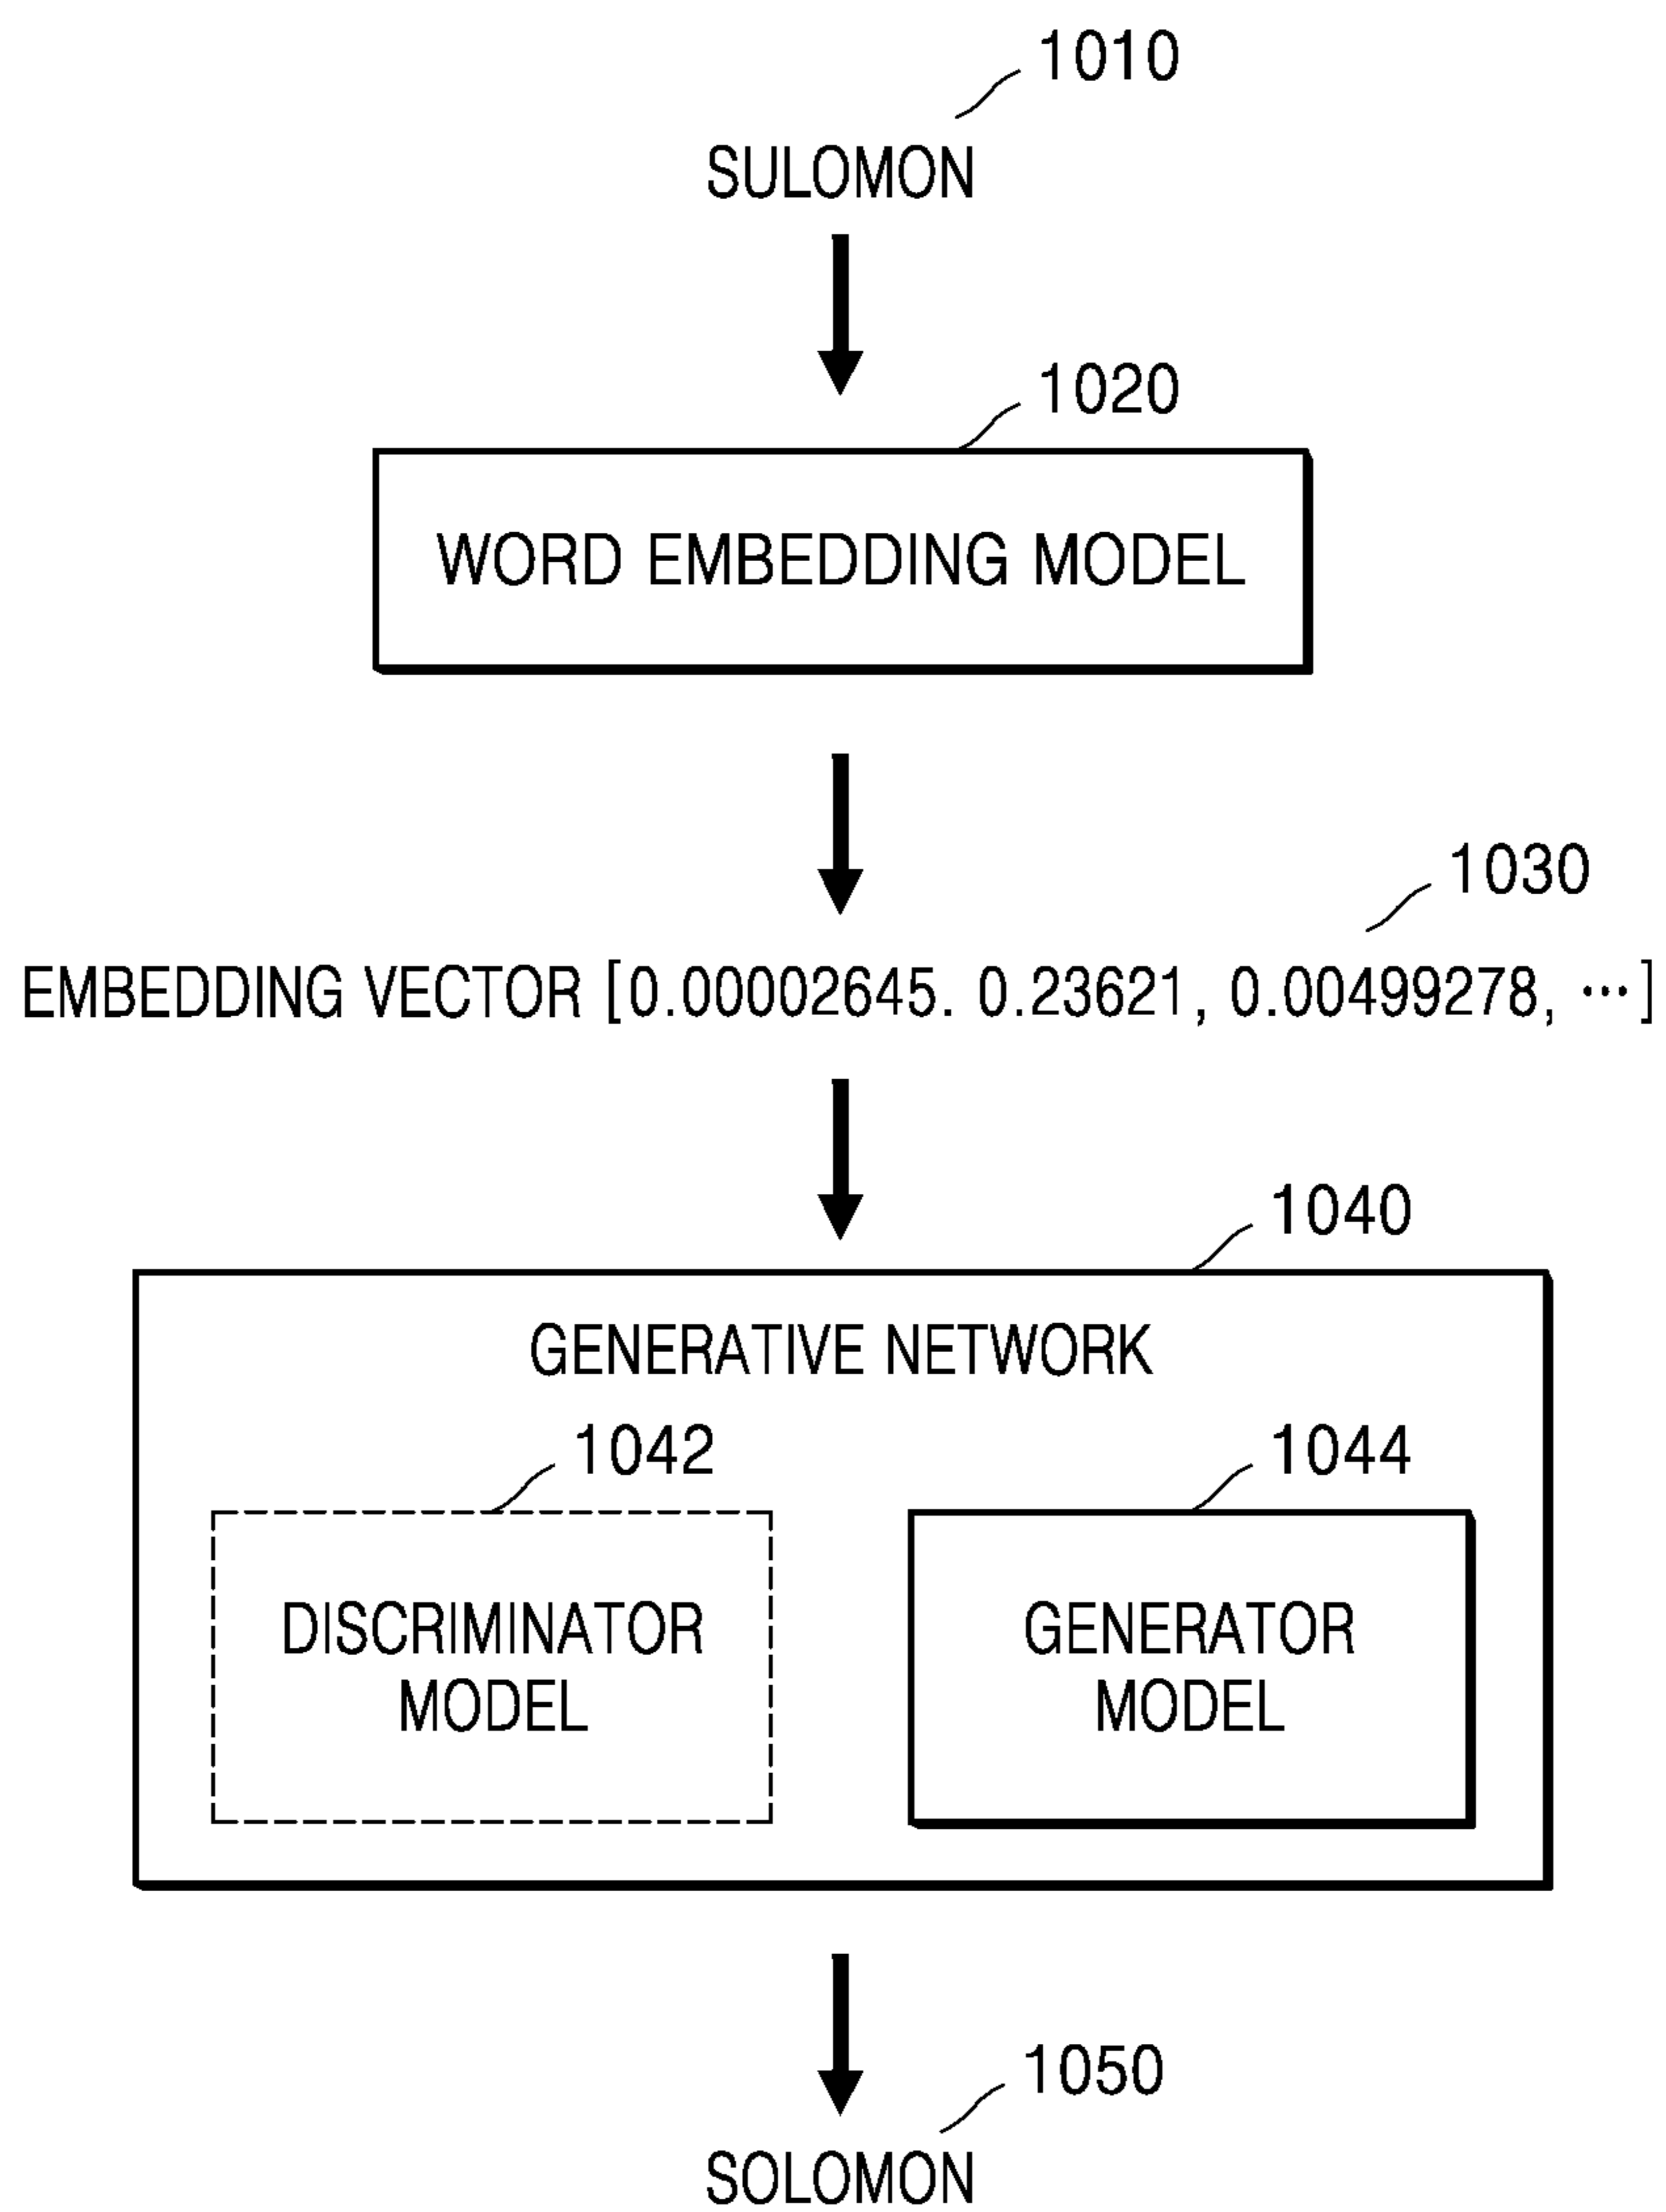 1010
SULOMON
1020
WORD EMBEDDING MODEL
1030
EMBEDDING VECTOR [0.00002645. 0.23621, 0.00499278, ⋯]
1040
GENERATIVE NETWORK
1042
1044
DISCRIMINATOR
MODEL
GENERATOR
MODEL
1050
SOLOMON